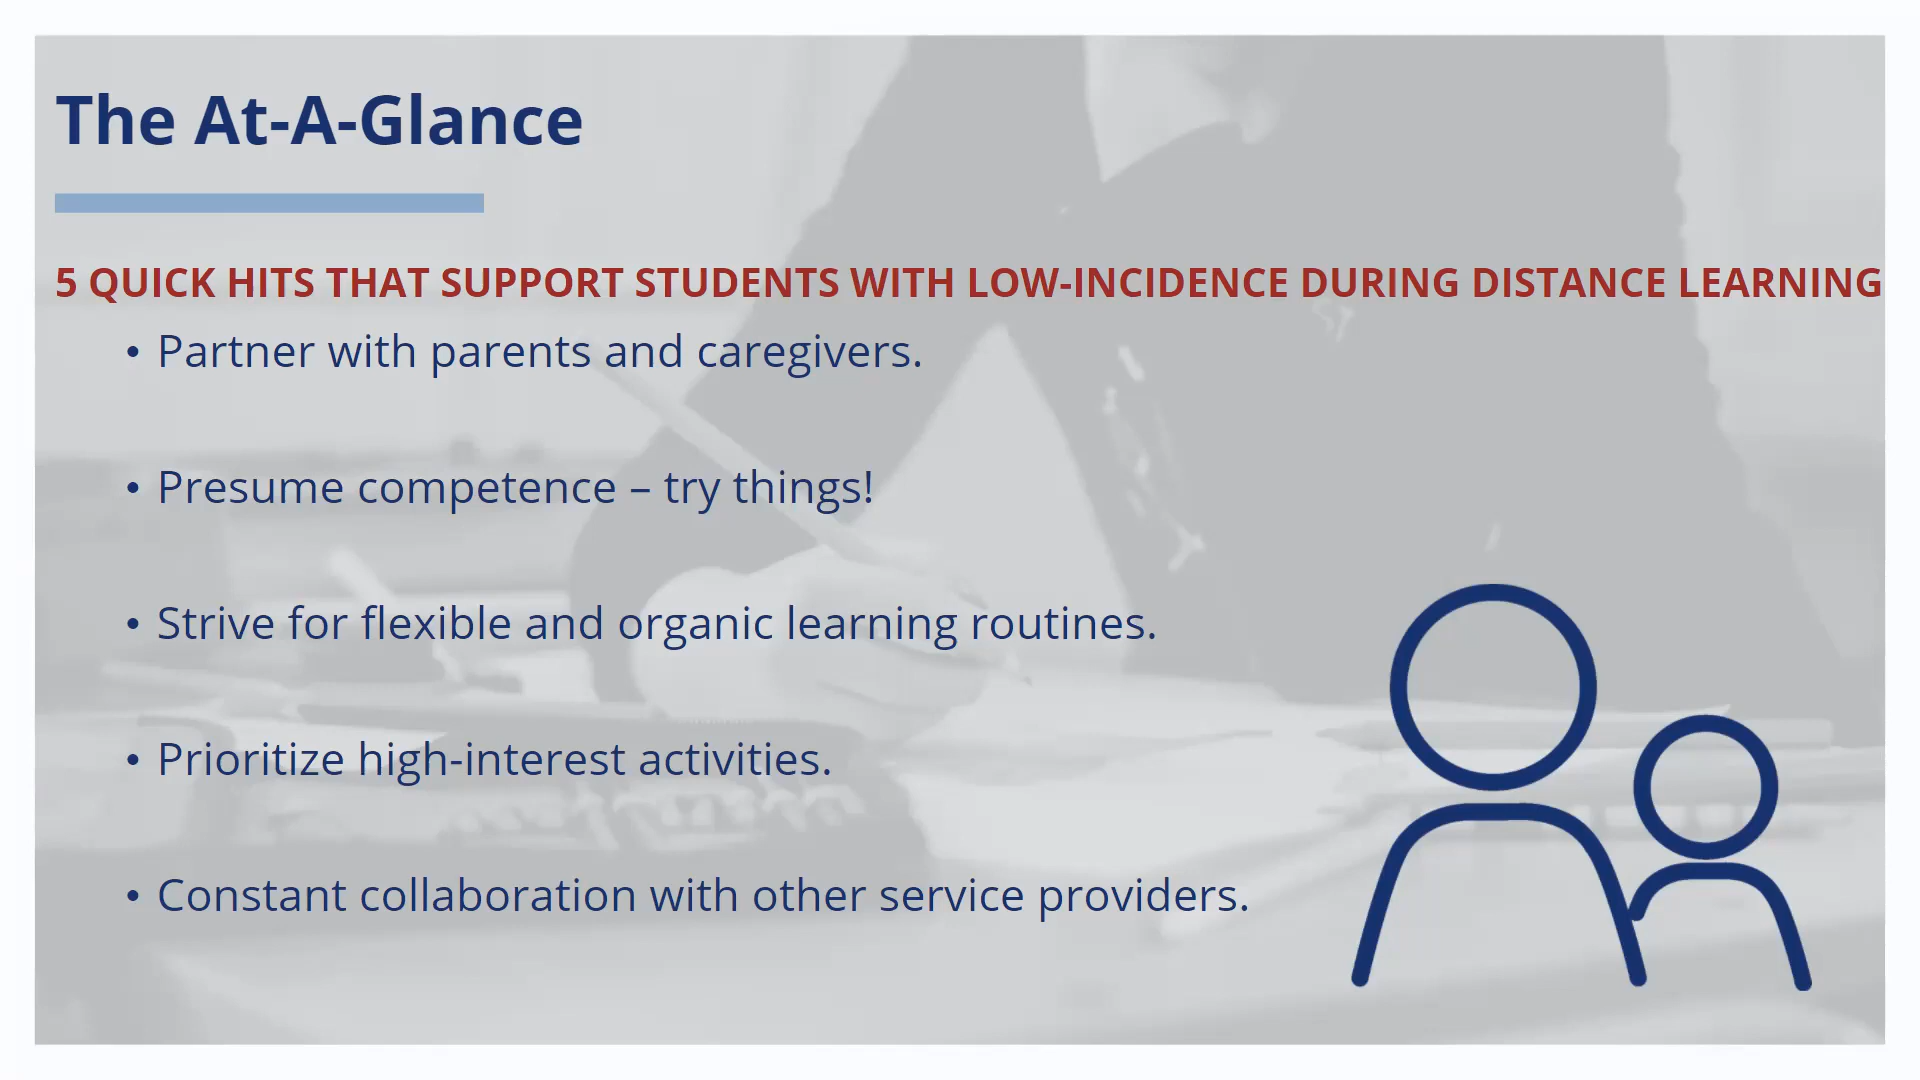 The At-A-Glance
5 QUICK HITS THAT SUPPORT STUDENTS WITH LOW-INCIDENCE DURING DISTANCE LEARNING
• Partner with parents and caregivers.
• Presume competence – try things!
• Strive for flexible and organic learning routines.
• Prioritize high-interest activities.
• Constant collaboration with other service providers.